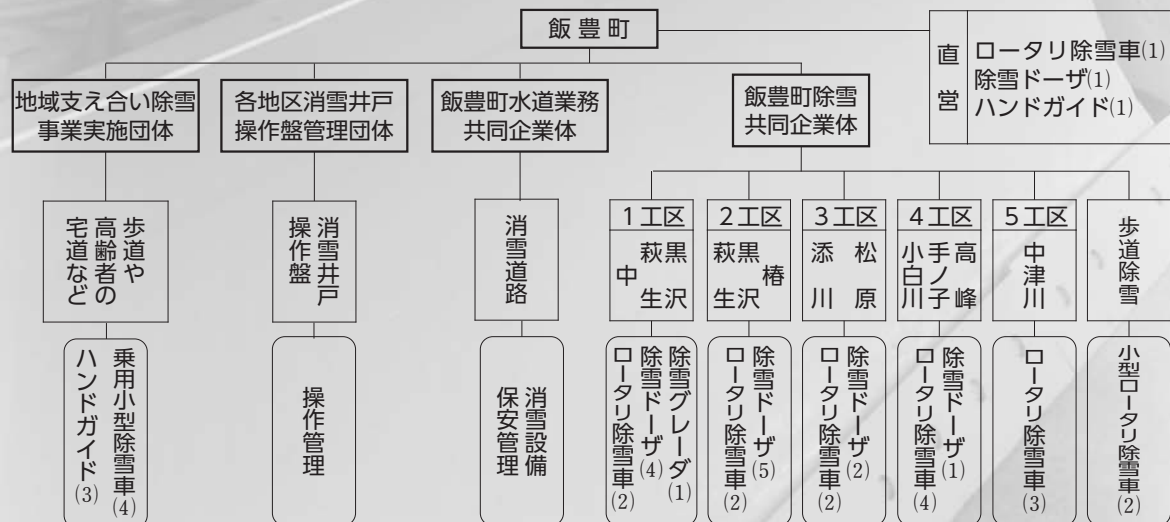 飯豊町
直営
ロータリ除雪車(1)
除雪ドーザ(1)
ハンドガイド(1)
地域支え合い除雪
事業実施団体
各地区消雪井戸
操作盤管理団体
飯豊町水道業務
共同企業体
飯豊町除雪
共同企業体
歩道や
高齢者の
宅道など
消雪井戸
操作盤
消雪道路
1工区
黒沢
萩生
中
2工区
椿
黒沢
萩生
3工区
松原
添川
4工区
高峰
手ノ子
小白川
5工区
中津川
歩道除雪
乗用小型除雪車(4)
ハンドガイド(3)
操作管理
消雪設備
保安管理
除雪グレーダ(1)
除雪ドーザ(4)
ロータリ除雪車(2)
除雪ドーザ(5)
ロータリ除雪車(2)
除雪ドーザ(2)
ロータリ除雪車(2)
除雪ドーザ(1)
ロータリ除雪車(4)
ロータリ除雪車(3)
小型ロータリ除雪車(2)